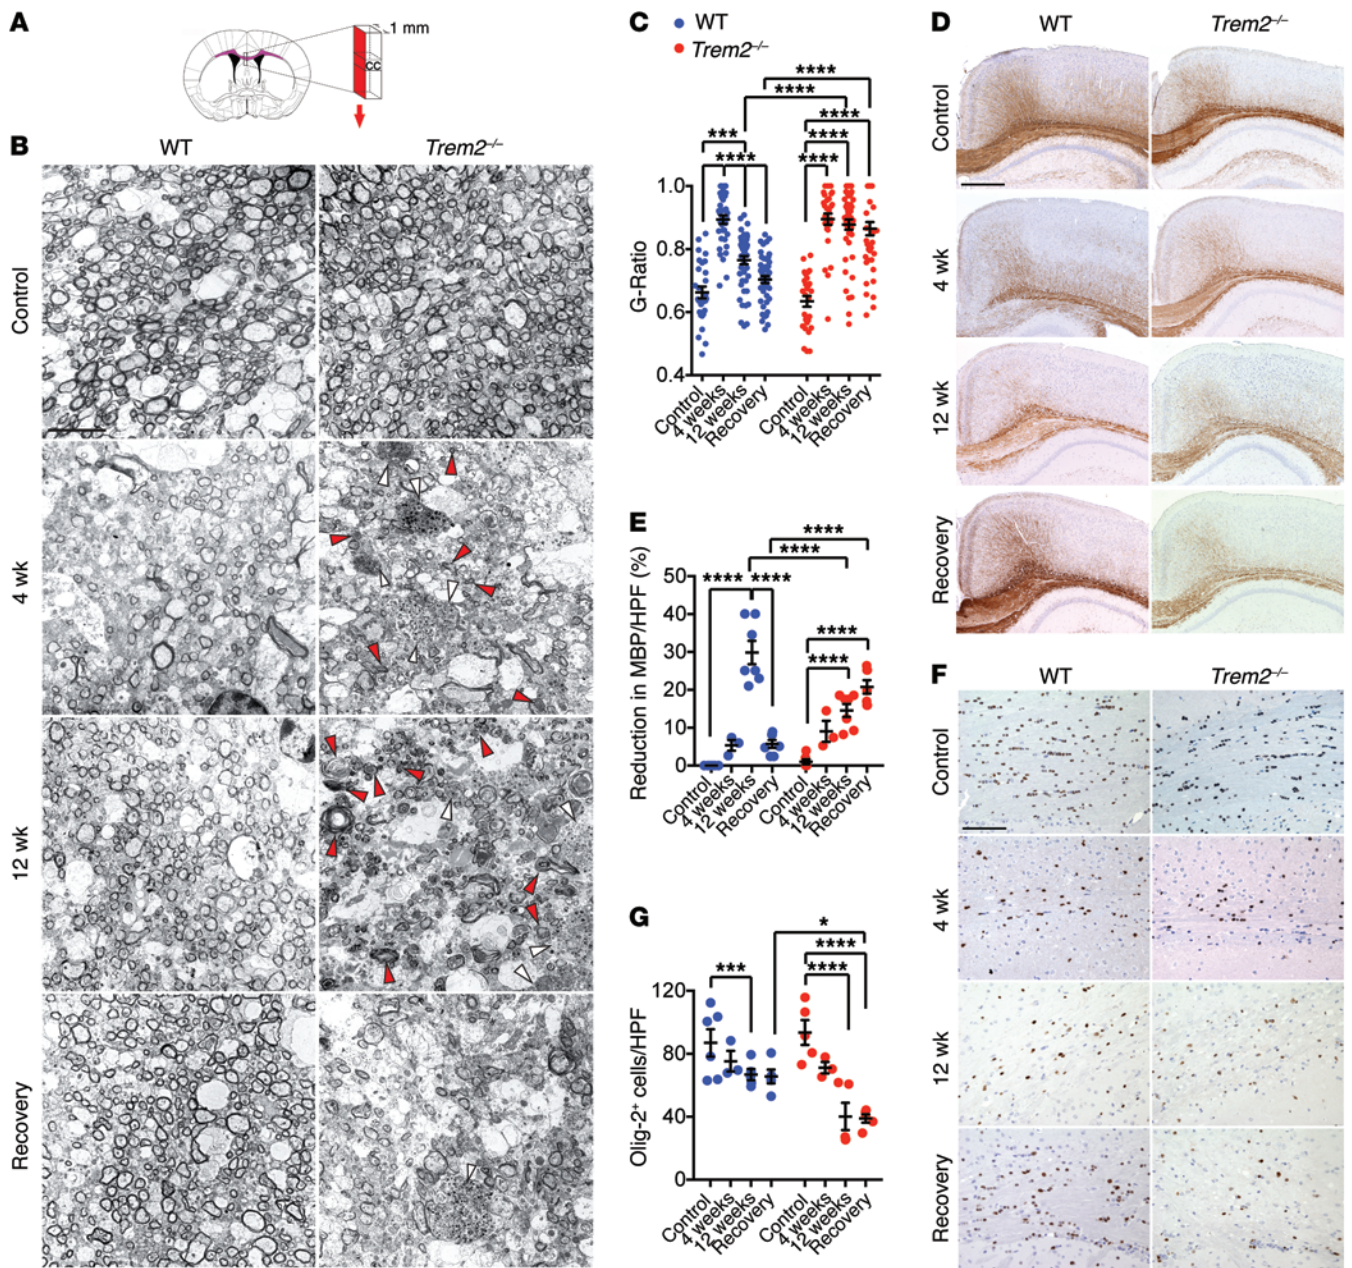 A
1 mm
CC
B
WT
Trem2–/–
Control
4 wk
12 wk
Recovery
C
WT
Trem2–/–
****
****
****
***
****
****
****
G-Ratio
1.0
0.8
0.6
0.4
Control
4 weeks
12 weeks
Recovery
Control
4 weeks
12 weeks
Recovery
D
WT
Trem2–/–
Control
4 wk
12 wk
Recovery
E
****
****
****
****
****
****
Reduction in MBP/HPF (%)
50
40
30
20
10
0
Control
4 weeks
12 weeks
Recovery
Control
4 weeks
12 weeks
Recovery
F
WT
Trem2–/–
Control
4 wk
12 wk
Recovery
G
*
****
***
****
Olig-2+ cells/HPF
120
80
40
0
Control
4 weeks
12 weeks
Recovery
Control
4 weeks
12 weeks
Recovery